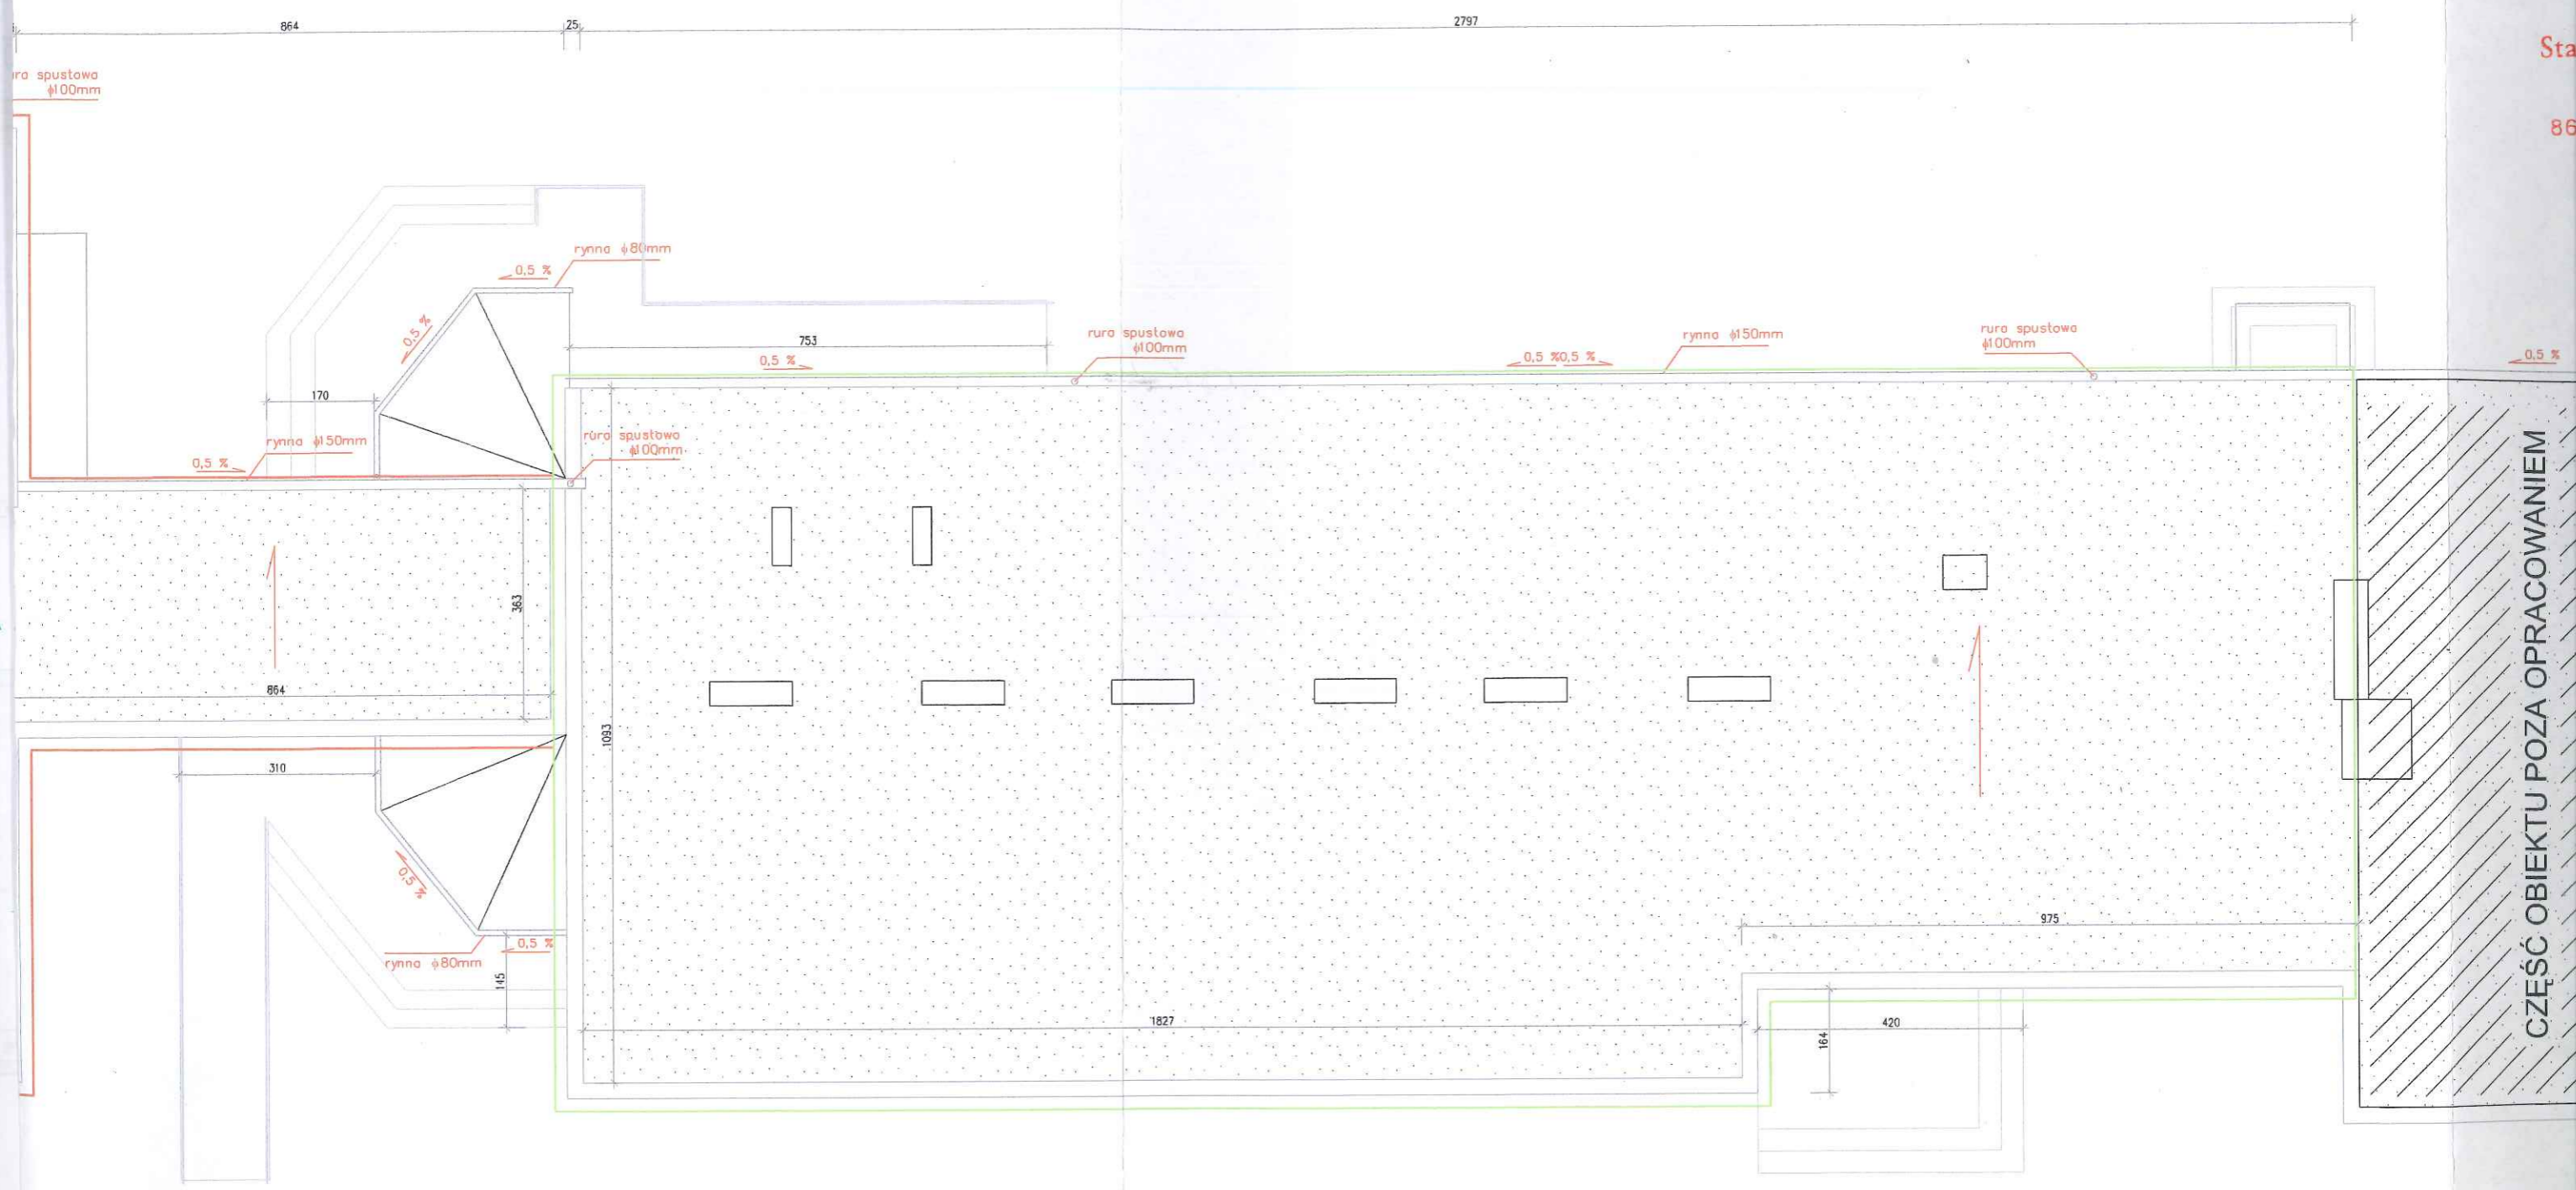 864
25
2797
Sta
ra spustowa
ϕ100mm
86
rynna ϕ80mm
0,5 %
0,5 %
753
0,5 %
rura spustowa
ϕ100mm
0,5 %
0,5 %
rynna ϕ150mm
rura spustowa
ϕ100mm
0,5 %
170
rynna ϕ150mm
0,5 %
rura spustowa
ϕ100mm
363
864
1093
310
CZĘŚĆ OBIEKTU POZA OPRACOWANIEM
0,5 %
975
0,5 %
rynna ϕ80mm
145
1827
420
164